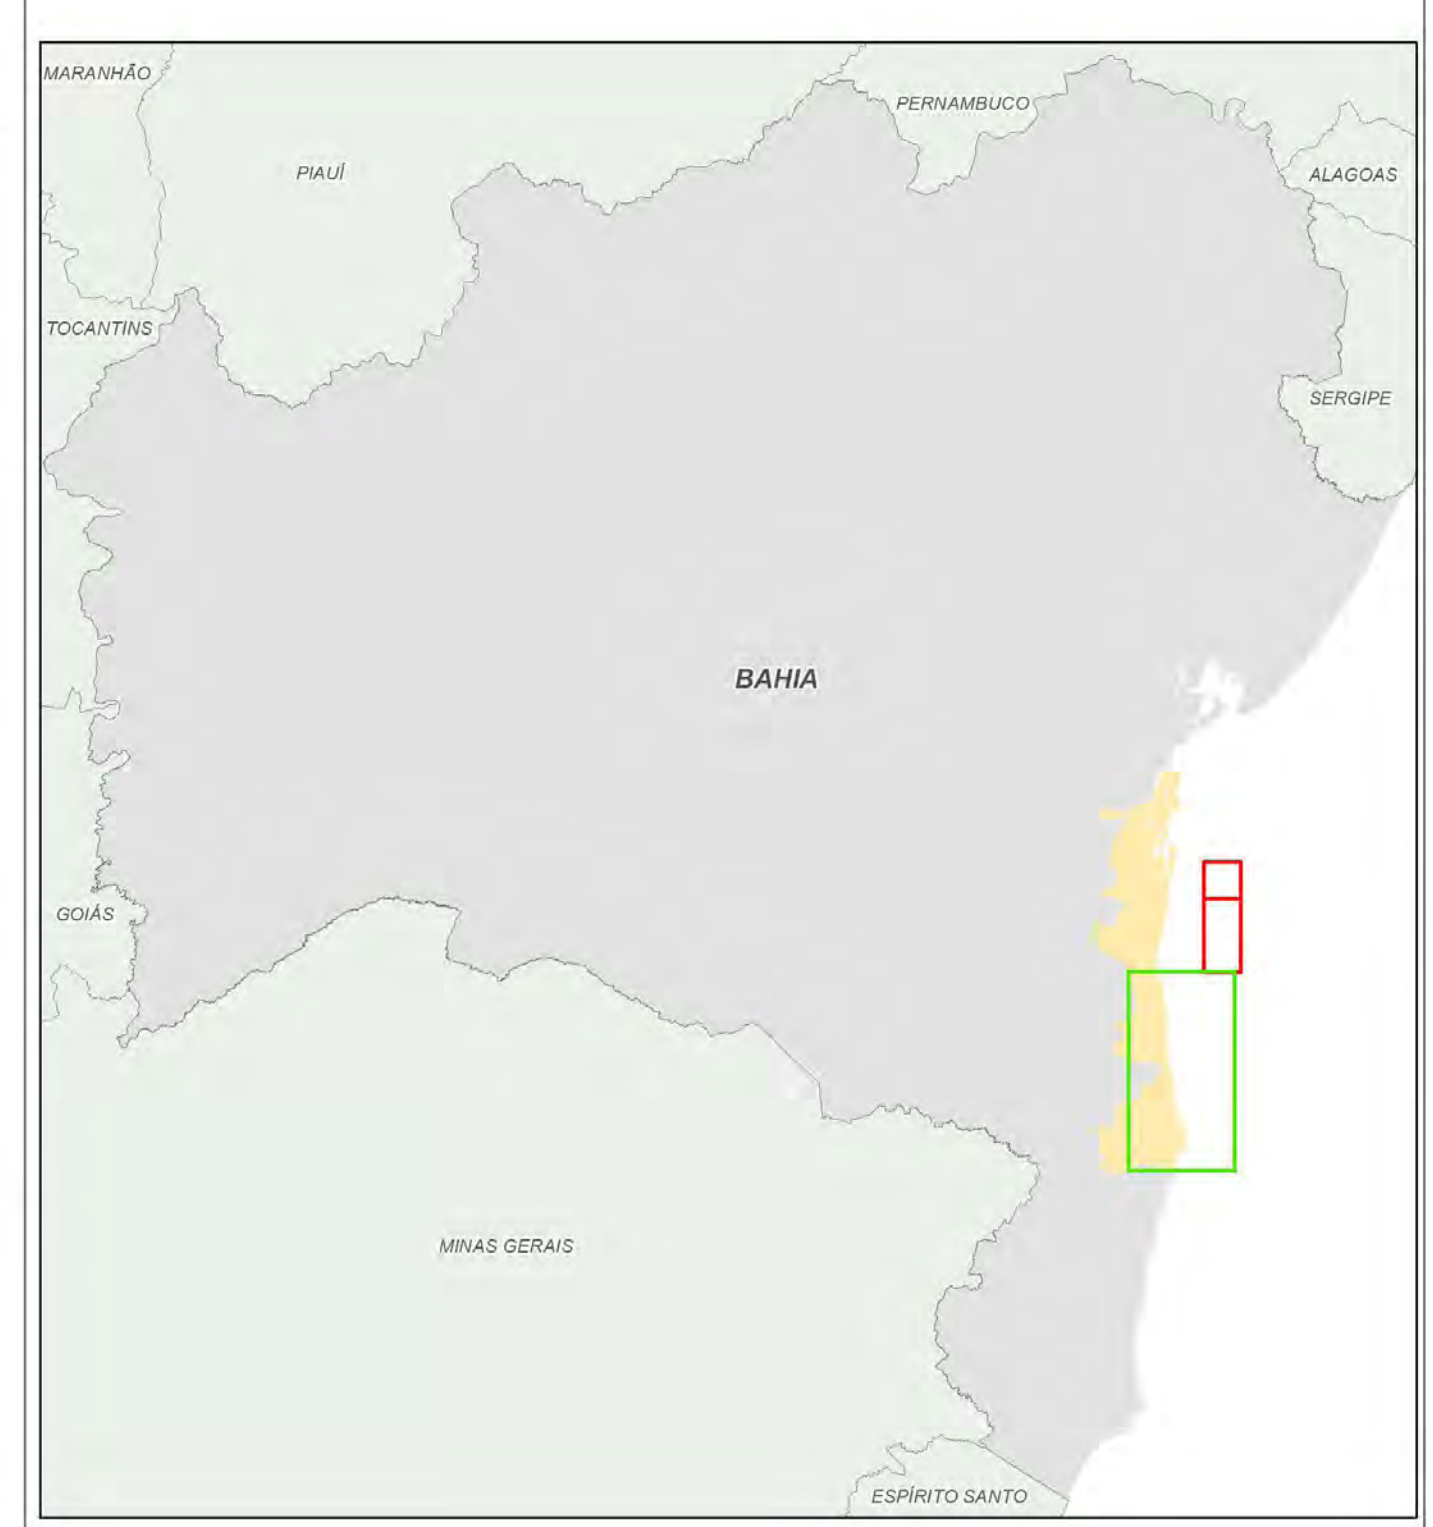 MARANHÃO
PERNAMBUCO
PIAUÍ
ALAGOAS
TOCANTINS
SERGIPE
BAHIA
GOIÁS
MINAS GERAIS
ESPÍRITO SANTO